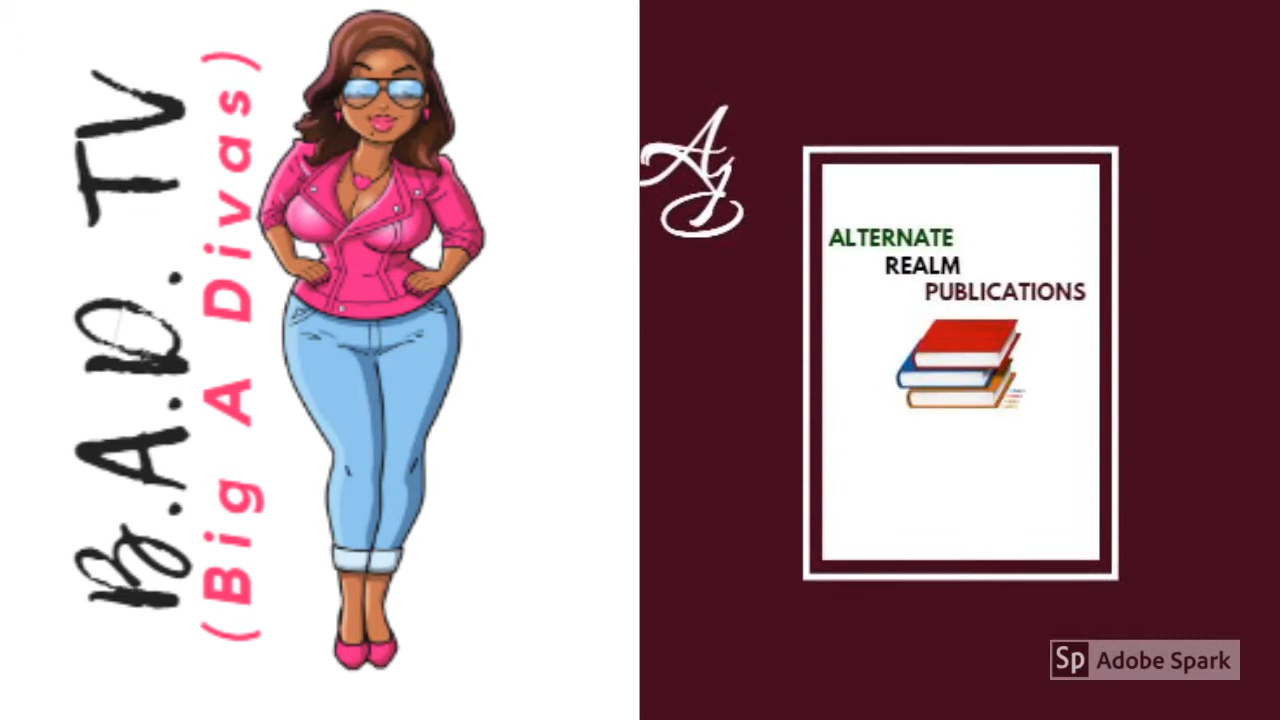 B.A.D. TV
(Big A Divas)
AJ
ALTERNATE
REALM
PUBLICATIONS
Sp Adobe Spark